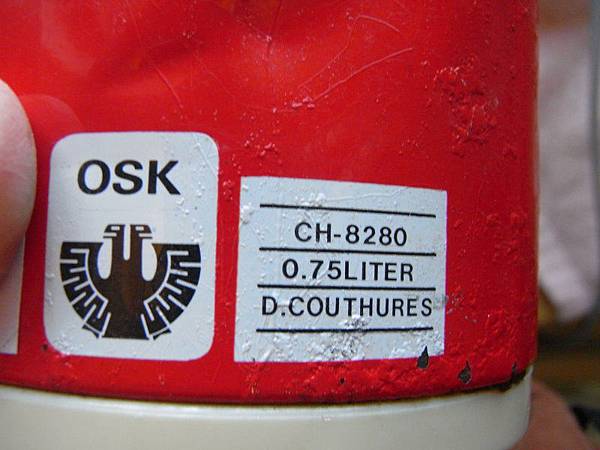 OSK
CH-8280
0.75LITER
D.COUTHURES